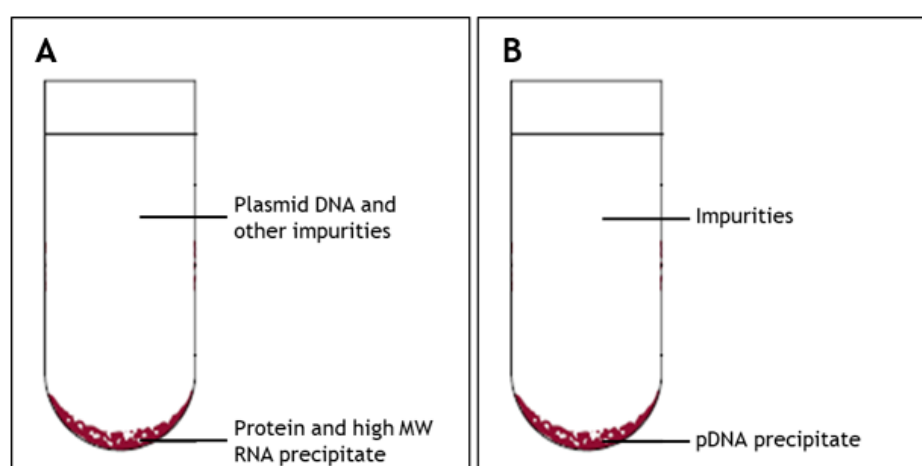 A
Plasmid DNA and
other impurities
Protein and high MW
RNA precipitate
B
Impurities
pDNA precipitate